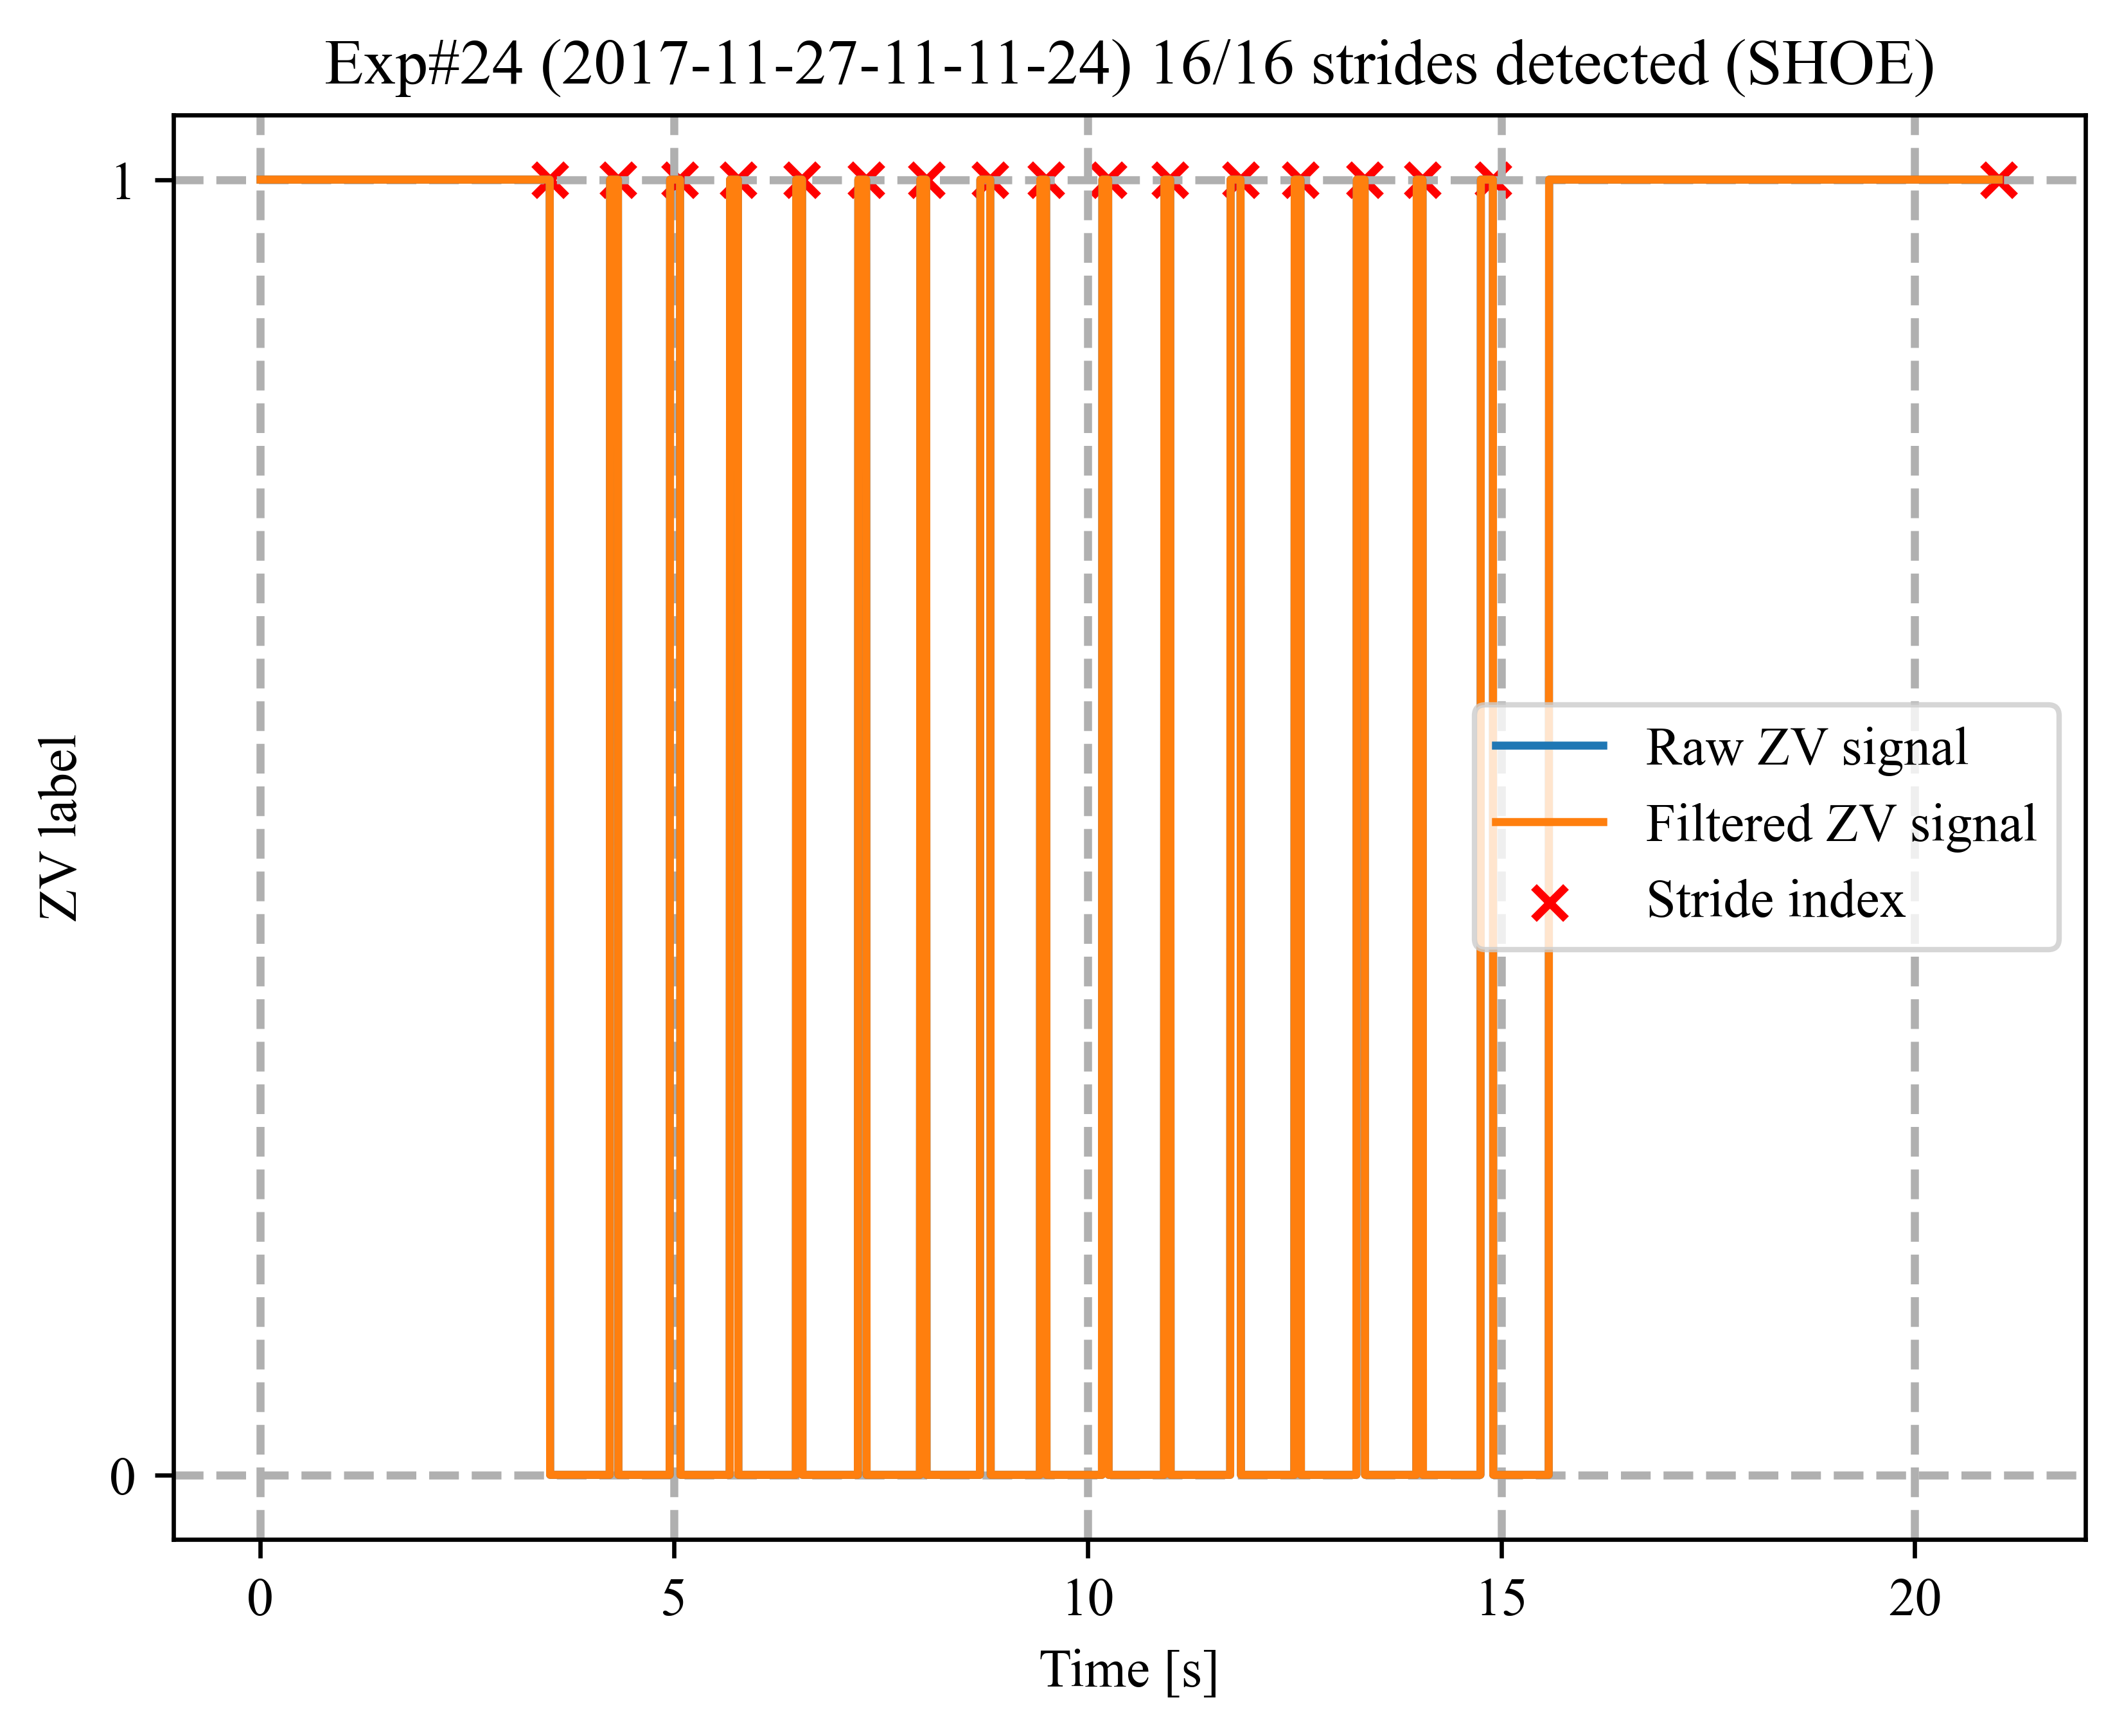 Exp#24 (2017-11-27-11-11-24) 16/16 strides detected (SHOE)
1
ZV label
Raw ZV signal
Filtered ZV signal
Stride index
0
0 5 10 15 20
Time [s]